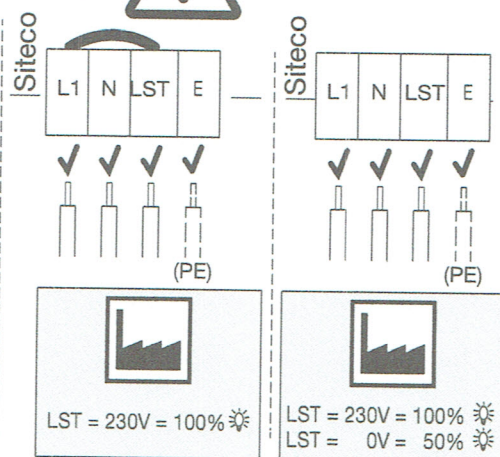 Siteco
L1 N LST E
(PE)
LST = 230V = 100%
Siteco
L1 N LST E
(PE)
LST = 230V = 100%
LST = 0V = 50%